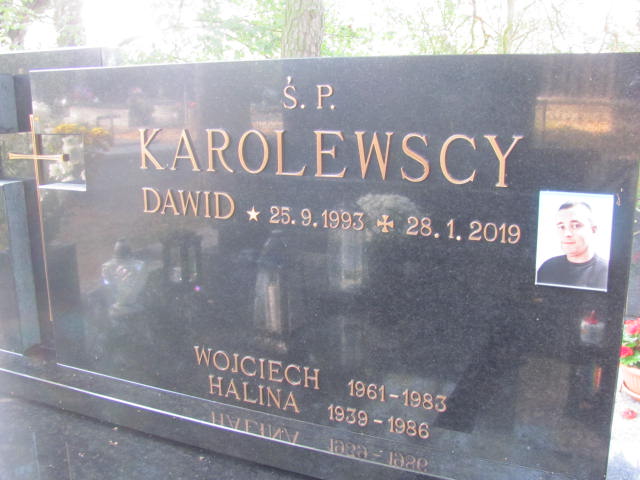 Ś. P.
KAROLEWSCY
DAWID ★ 25.9.1993 ✠ 28.1.2019
WOJCIECH 1961-1983
HALINA 1939-1986